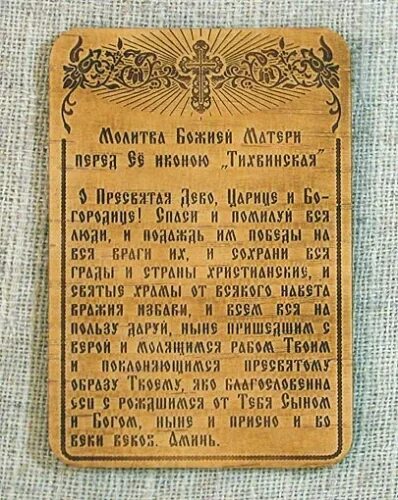 Молитва Божией Матери
перед Её иконою „Тихвинская"
О Пресвятая Дево, Царице и Бо-
городице! Спаси и помилуй вся
люди, и подаждь им победы на
вся враги их, и сохрани вся
грады и страны христианские, и
святые храмы от всякого навета
вражия избави, и всем вся на
пользу даруй, ныне пришедшим с
верой и молящимся рабом Твоим
и поклоняющимся пресвятому
образу Твоему, яко благословенна
еси с рождшимся от Тебя Сыном
и Богом, ныне и присно и во
веки веков. Аминь.